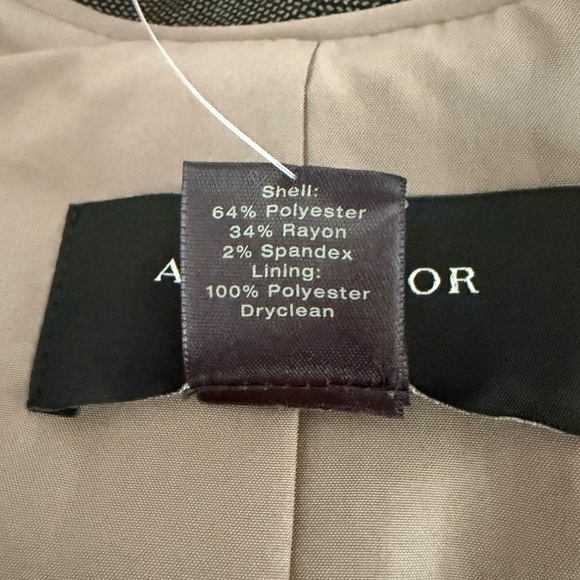 Shell:
64% Polyester
34% Rayon
2% Spandex
Lining:
100% Polyester
Dryclean
A OR